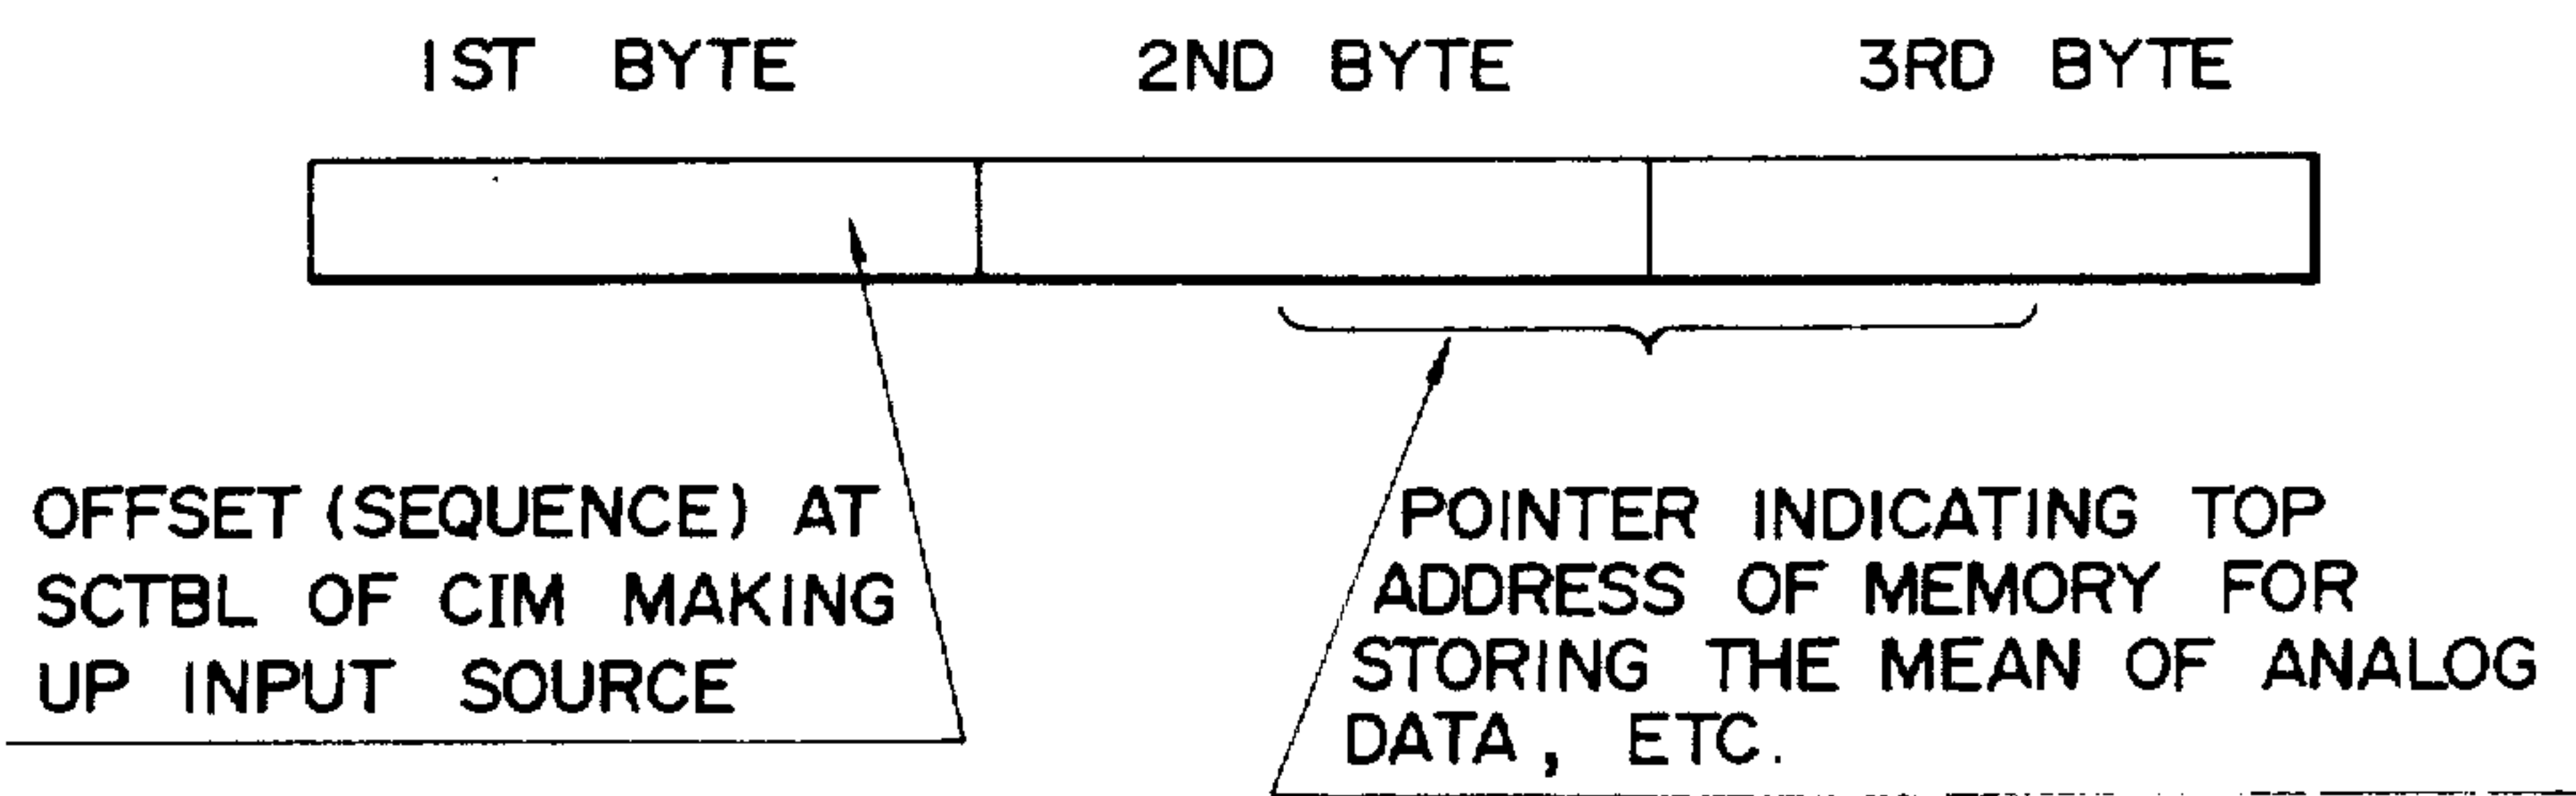 1ST BYTE 2ND BYTE 3RD BYTE
OFFSET (SEQUENCE) AT
SCTBL OF CIM MAKING
UP INPUT SOURCE
POINTER INDICATING TOP
ADDRESS OF MEMORY FOR
STORING THE MEAN OF ANALOG
DATA, ETC.